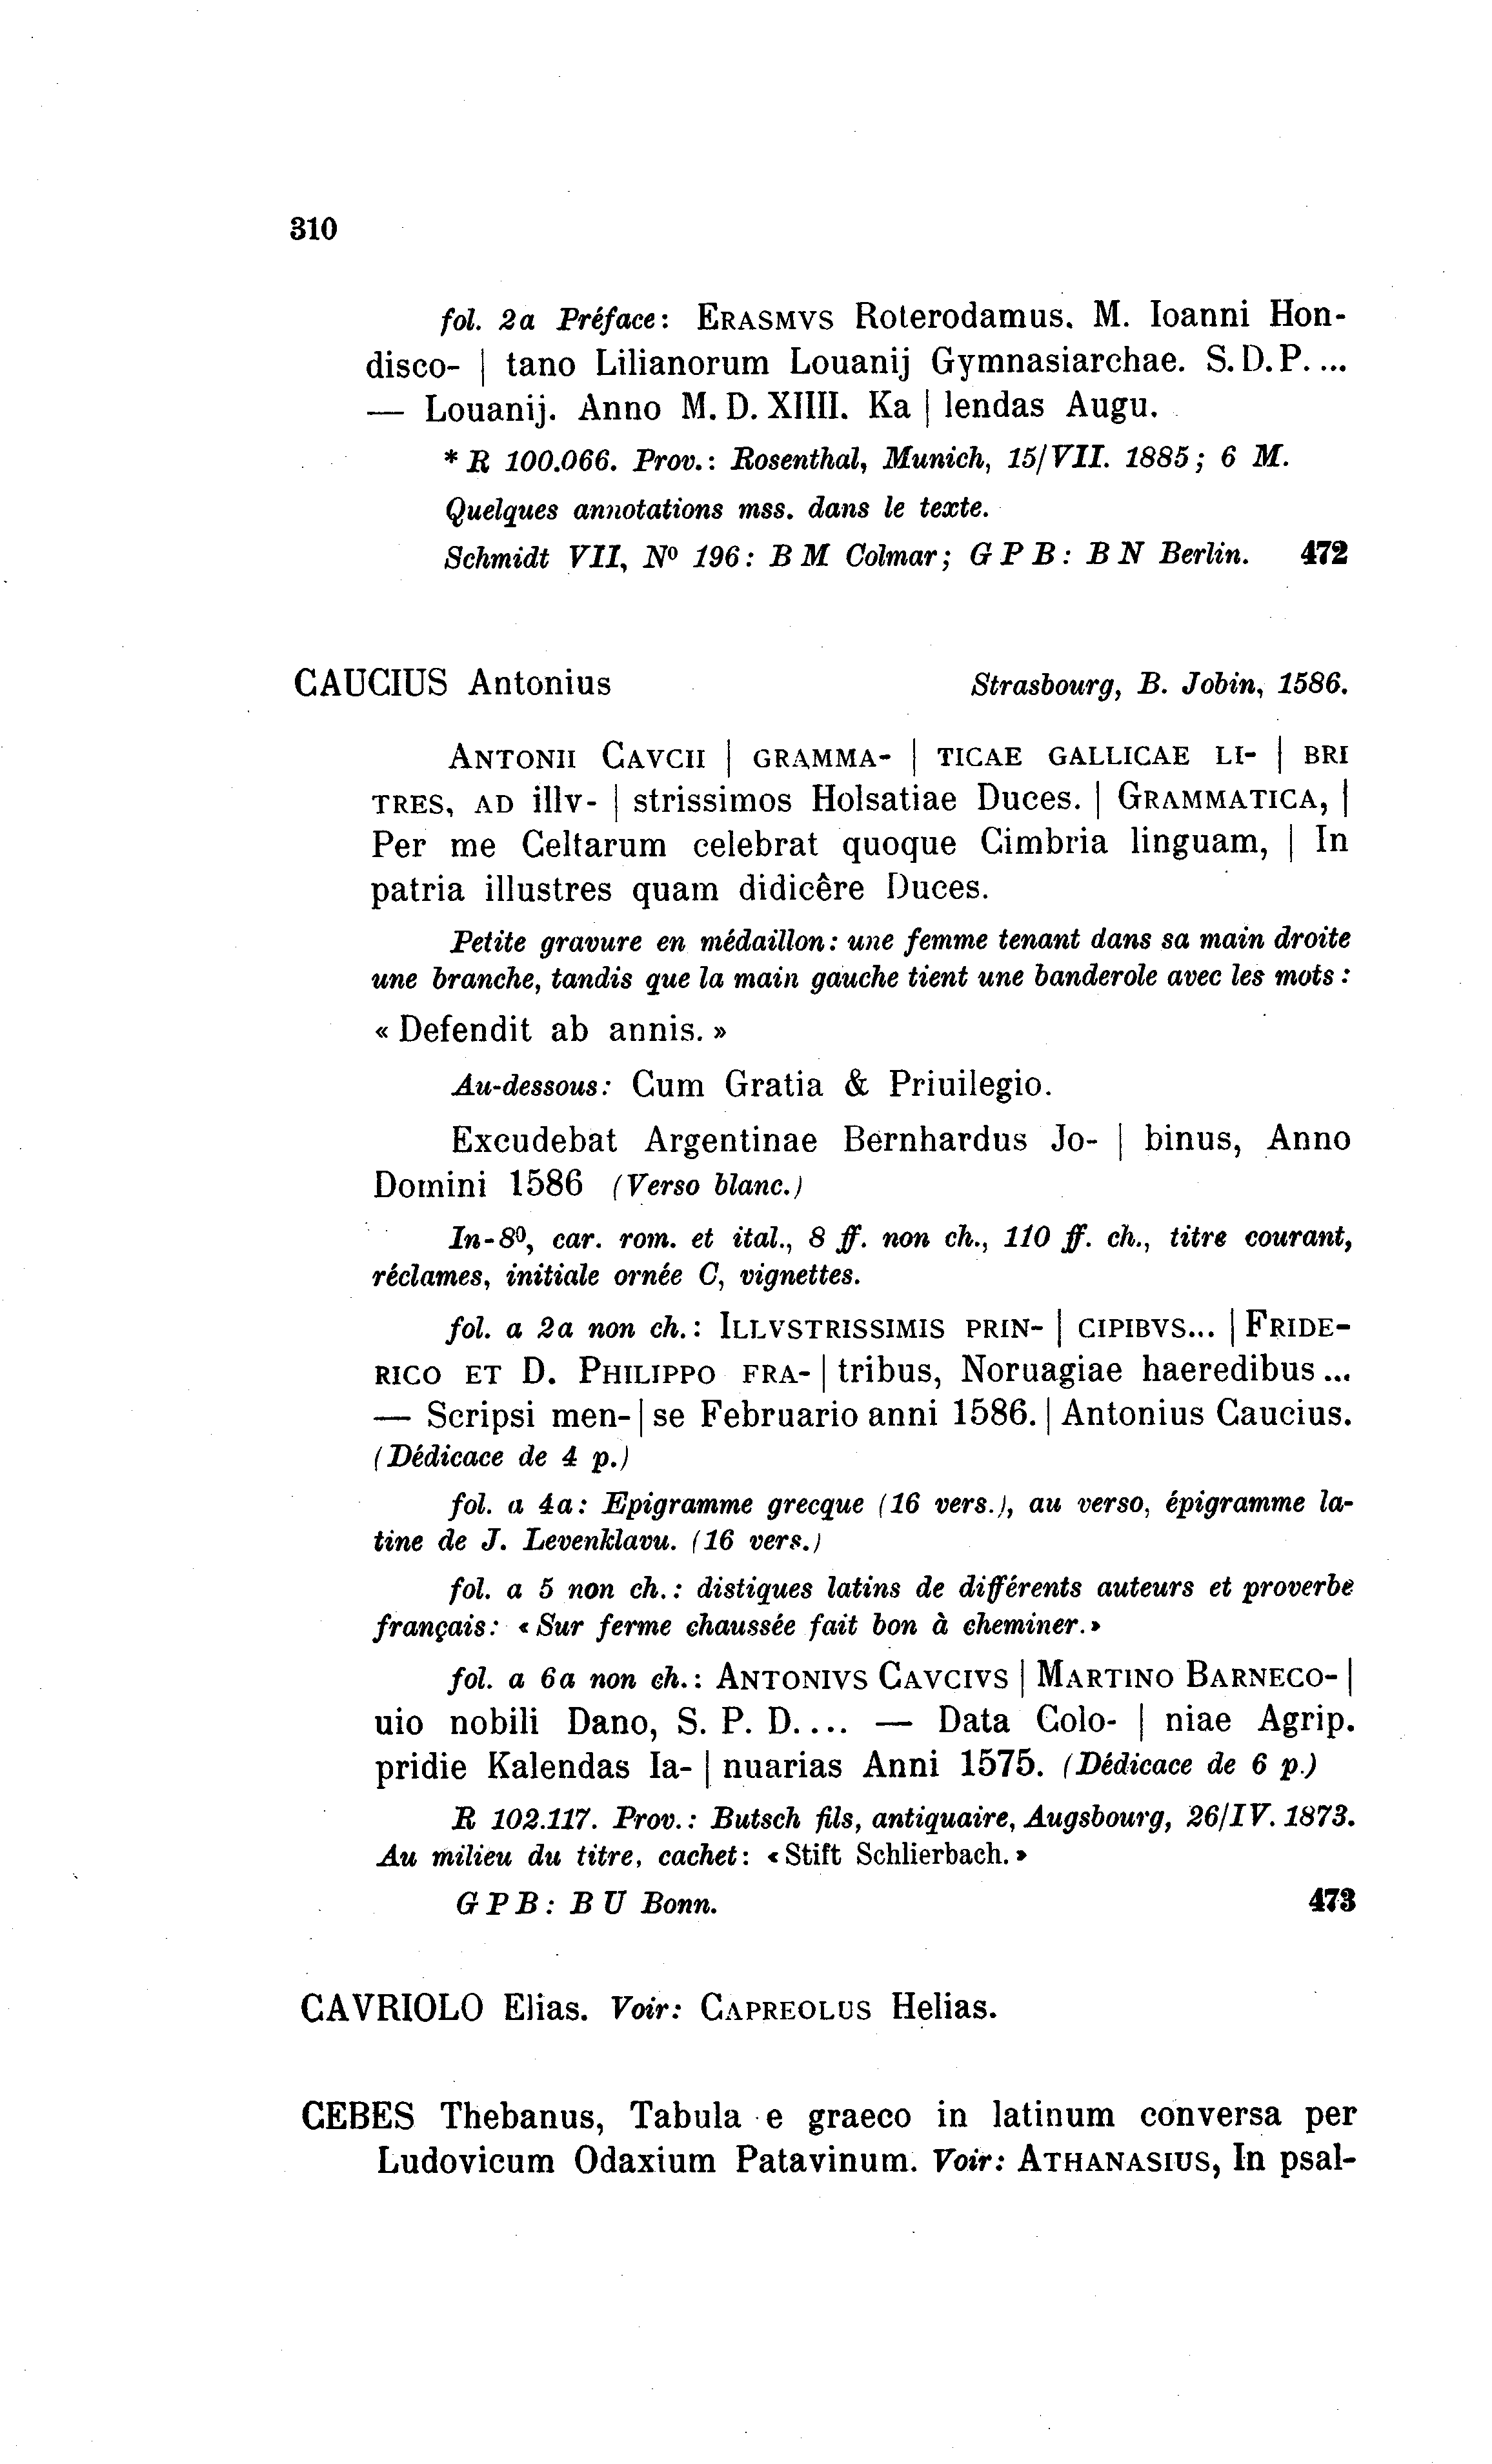 310
fol. 2a Préface: ERASMVS Roterodamus. M. Ioanni Hon-
disco- | tano Lilianorum Louanij Gymnasiarchae. S. D. P. ...
— Louanij. Anno M. D. XIIII. Ka | lendas Augu.
* R 100.066. Prov.: Rosenthal, Munich, 15/VII. 1885; 6 M.
Quelques annotations mss. dans le texte.
Schmidt VII, Nº 196: B M Colmar; G P B: B N Berlin. 472
CAUCIUS Antonius Strasbourg, B. Jobin, 1586.
ANTONII CAVCII | GRAMMA- | TICAE GALLICAE LI- | BRI
TRES, AD illv- | strissimos Holsatiae Duces. | GRAMMATICA, |
Per me Celtarum celebrat quoque Cimbria linguam, | In
patria illustres quam didicêre Duces.
Petite gravure en médaillon: une femme tenant dans sa main droite
une branche, tandis que la main gauche tient une banderole avec les mots:
« Defendit ab annis. »
Au-dessous: Cum Gratia & Priuilegio.
Excudebat Argentinae Bernhardus Jo- | binus, Anno
Domini 1586 (Verso blanc.)
In-8º, car. rom. et ital., 8 ff. non ch., 110 ff. ch., titre courant,
réclames, initiale ornée C, vignettes.
fol. a 2a non ch.: ILLVSTRISSIMIS PRIN- | CIPIBVS... | FRIDE-
RICO ET D. PHILIPPO FRA- | tribus, Noruagiae haeredibus ...
— Scripsi men- | se Februario anni 1586. | Antonius Caucius.
(Dédicace de 4 p.)
fol. a 4a: Epigramme grecque (16 vers.), au verso, épigramme la-
tine de J. Levenklavu. (16 vers.)
fol. a 5 non ch.: distiques latins de différents auteurs et proverbe
français: « Sur ferme chaussée fait bon à cheminer. »
fol. a 6a non ch.: ANTONIVS CAVCIVS | MARTINO BARNECO- |
uio nobili Dano, S. P. D. ... — Data Colo- | niae Agrip.
pridie Kalendas Ia- | nuarias Anni 1575. (Dédicace de 6 p.)
R 102.117. Prov.: Butsch fils, antiquaire, Augsbourg, 26/IV. 1873.
Au milieu du titre, cachet: « Stift Schlierbach. »
G P B: B U Bonn. 473
CAVRIOLO Elias. Voir: CAPREOLUS Helias.
CEBES Thebanus, Tabula e graeco in latinum conversa per
Ludovicum Odaxium Patavinum. Voir: ATHANASIUS, In psal-